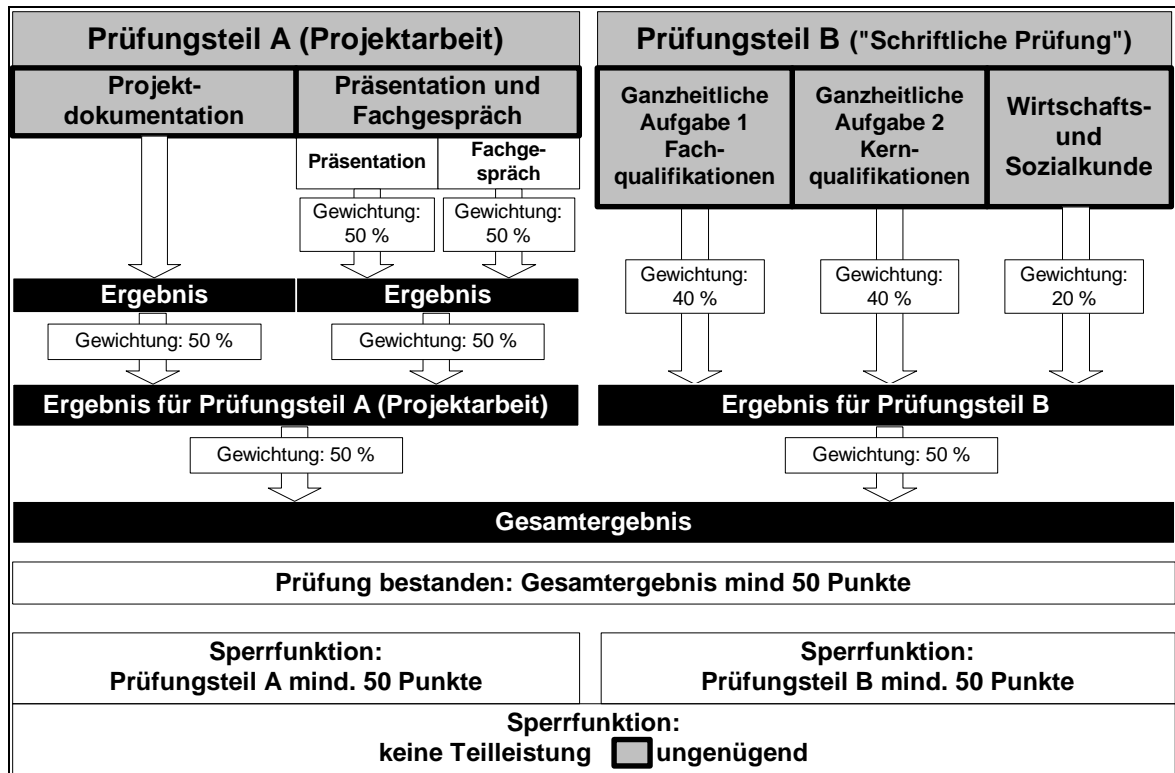 Prüfungsteil A (Projektarbeit)
Projekt-
dokumentation
Präsentation und
Fachgespräch
Präsentation
Fachge-
spräch
Gewichtung:
50 %
Gewichtung:
50 %
Ergebnis
Ergebnis
Gewichtung: 50 %
Gewichtung: 50 %
Ergebnis für Prüfungsteil A (Projektarbeit)
Gewichtung: 50 %
Prüfungsteil B ("Schriftliche Prüfung")
Ganzheitliche
Aufgabe 1
Fach-
qualifikationen
Ganzheitliche
Aufgabe 2
Kern-
qualifikationen
Wirtschafts-
und
Sozialkunde
Gewichtung:
40 %
Gewichtung:
40 %
Gewichtung:
20 %
Ergebnis für Prüfungsteil B
Gewichtung: 50 %
Gesamtergebnis
Prüfung bestanden: Gesamtergebnis mind 50 Punkte
Sperrfunktion:
Prüfungsteil A mind. 50 Punkte
Sperrfunktion:
Prüfungsteil B mind. 50 Punkte
Sperrfunktion:
keine Teilleistung ungenügend